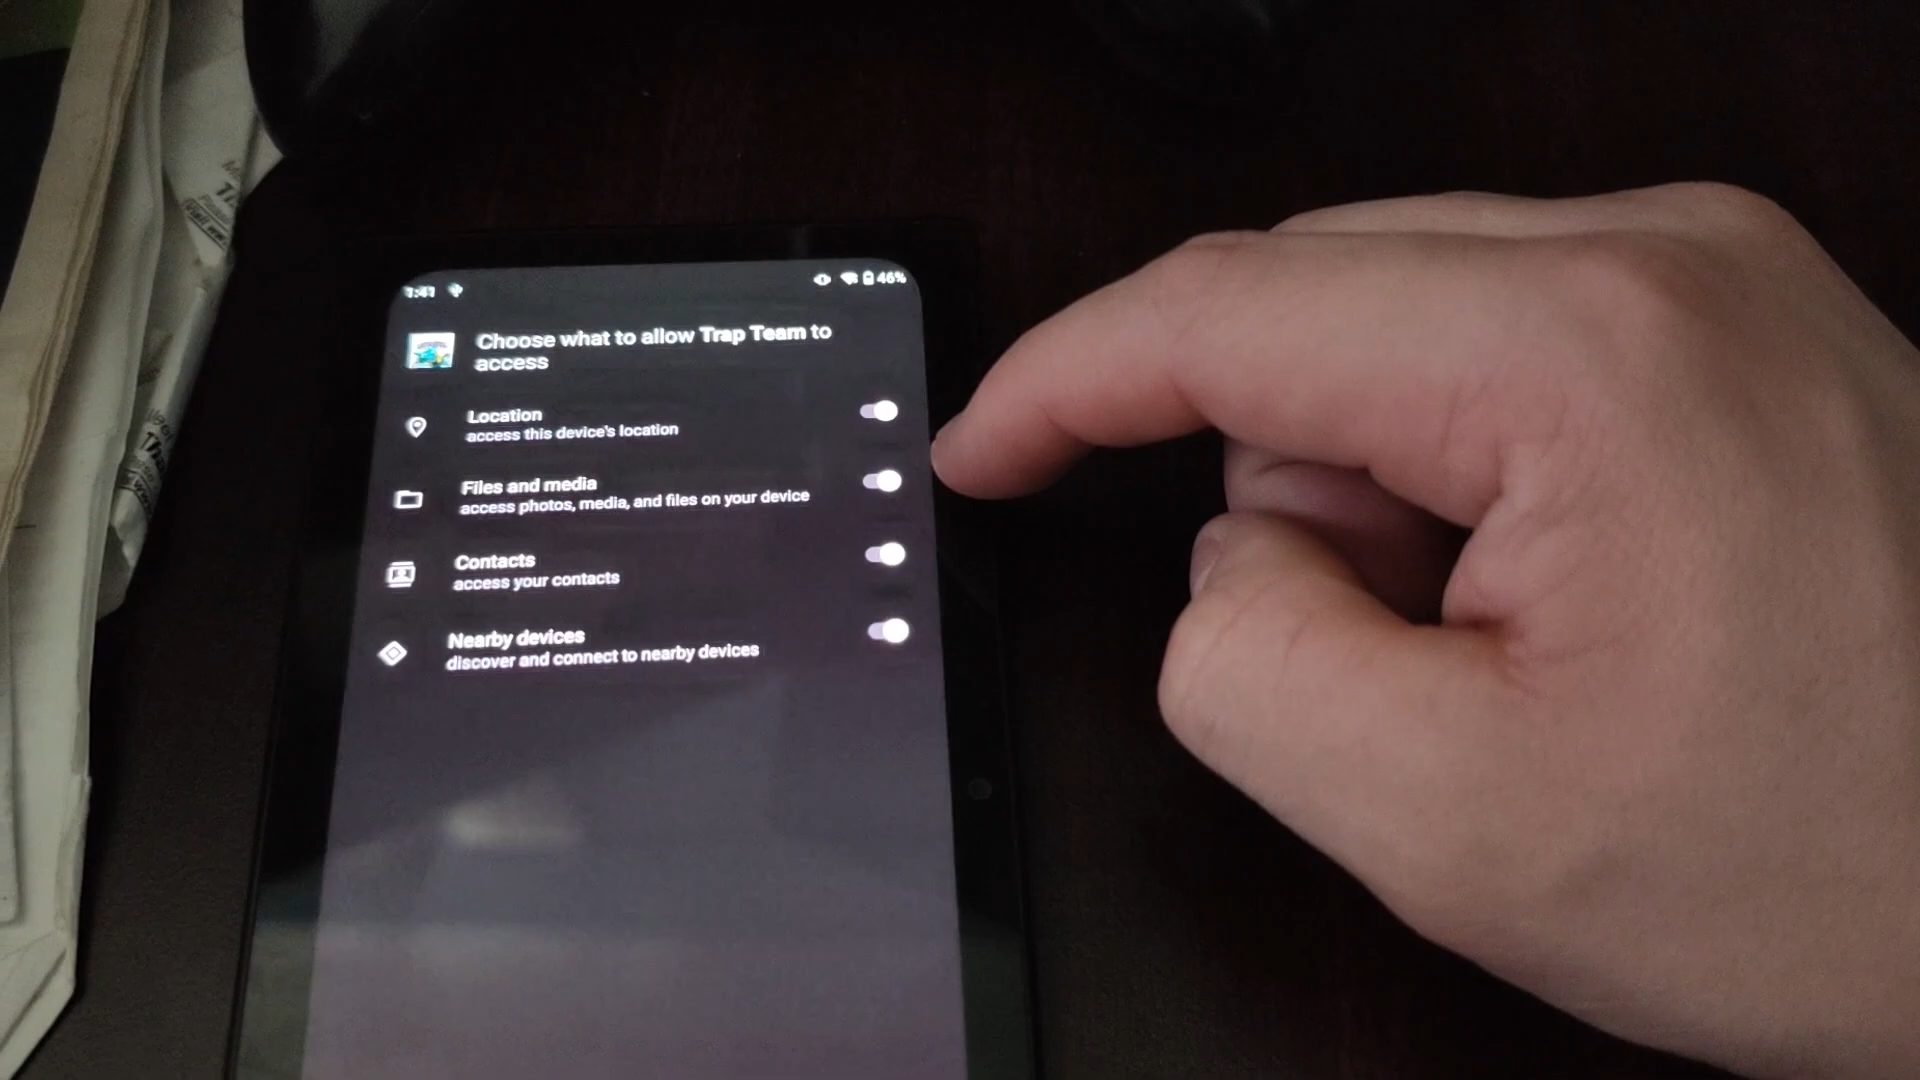 1:41
46%
Choose what to allow Trap Team to
access
Location
access this device's location
Files and media
access photos, media, and files on your device
Contacts
access your contacts
Nearby devices
discover and connect to nearby devices